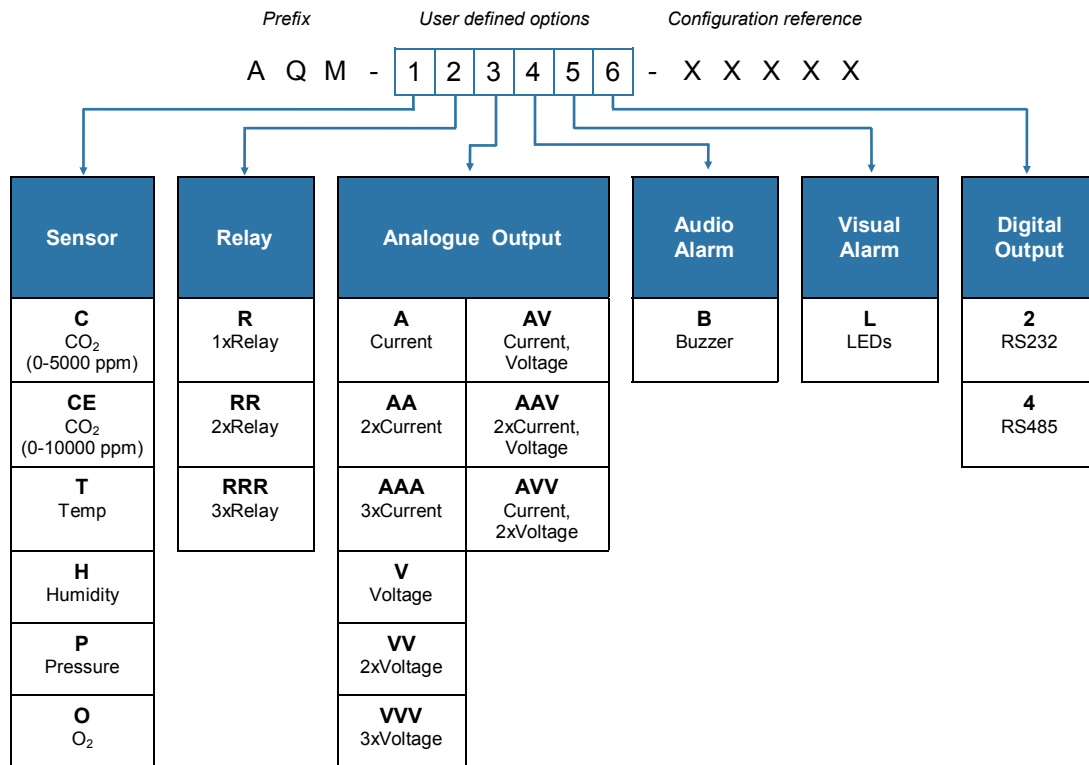 Prefix
User defined options
Configuration reference
A Q M - 1 2 3 4 5 6 - X X X X X
Sensor
Relay
Analogue Output
Audio
Alarm
Visual
Alarm
Digital
Output
C
CO₂
(0-5000 ppm)
R
1xRelay
A
Current
AV
Current,
Voltage
B
Buzzer
L
LEDs
2
RS232
CE
CO₂
(0-10000 ppm)
RR
2xRelay
AA
2xCurrent
AAV
2xCurrent,
Voltage
4
RS485
T
Temp
RRR
3xRelay
AAA
3xCurrent
AVV
Current,
2xVoltage
H
Humidity
V
Voltage
P
Pressure
VV
2xVoltage
O
O₂
VVV
3xVoltage